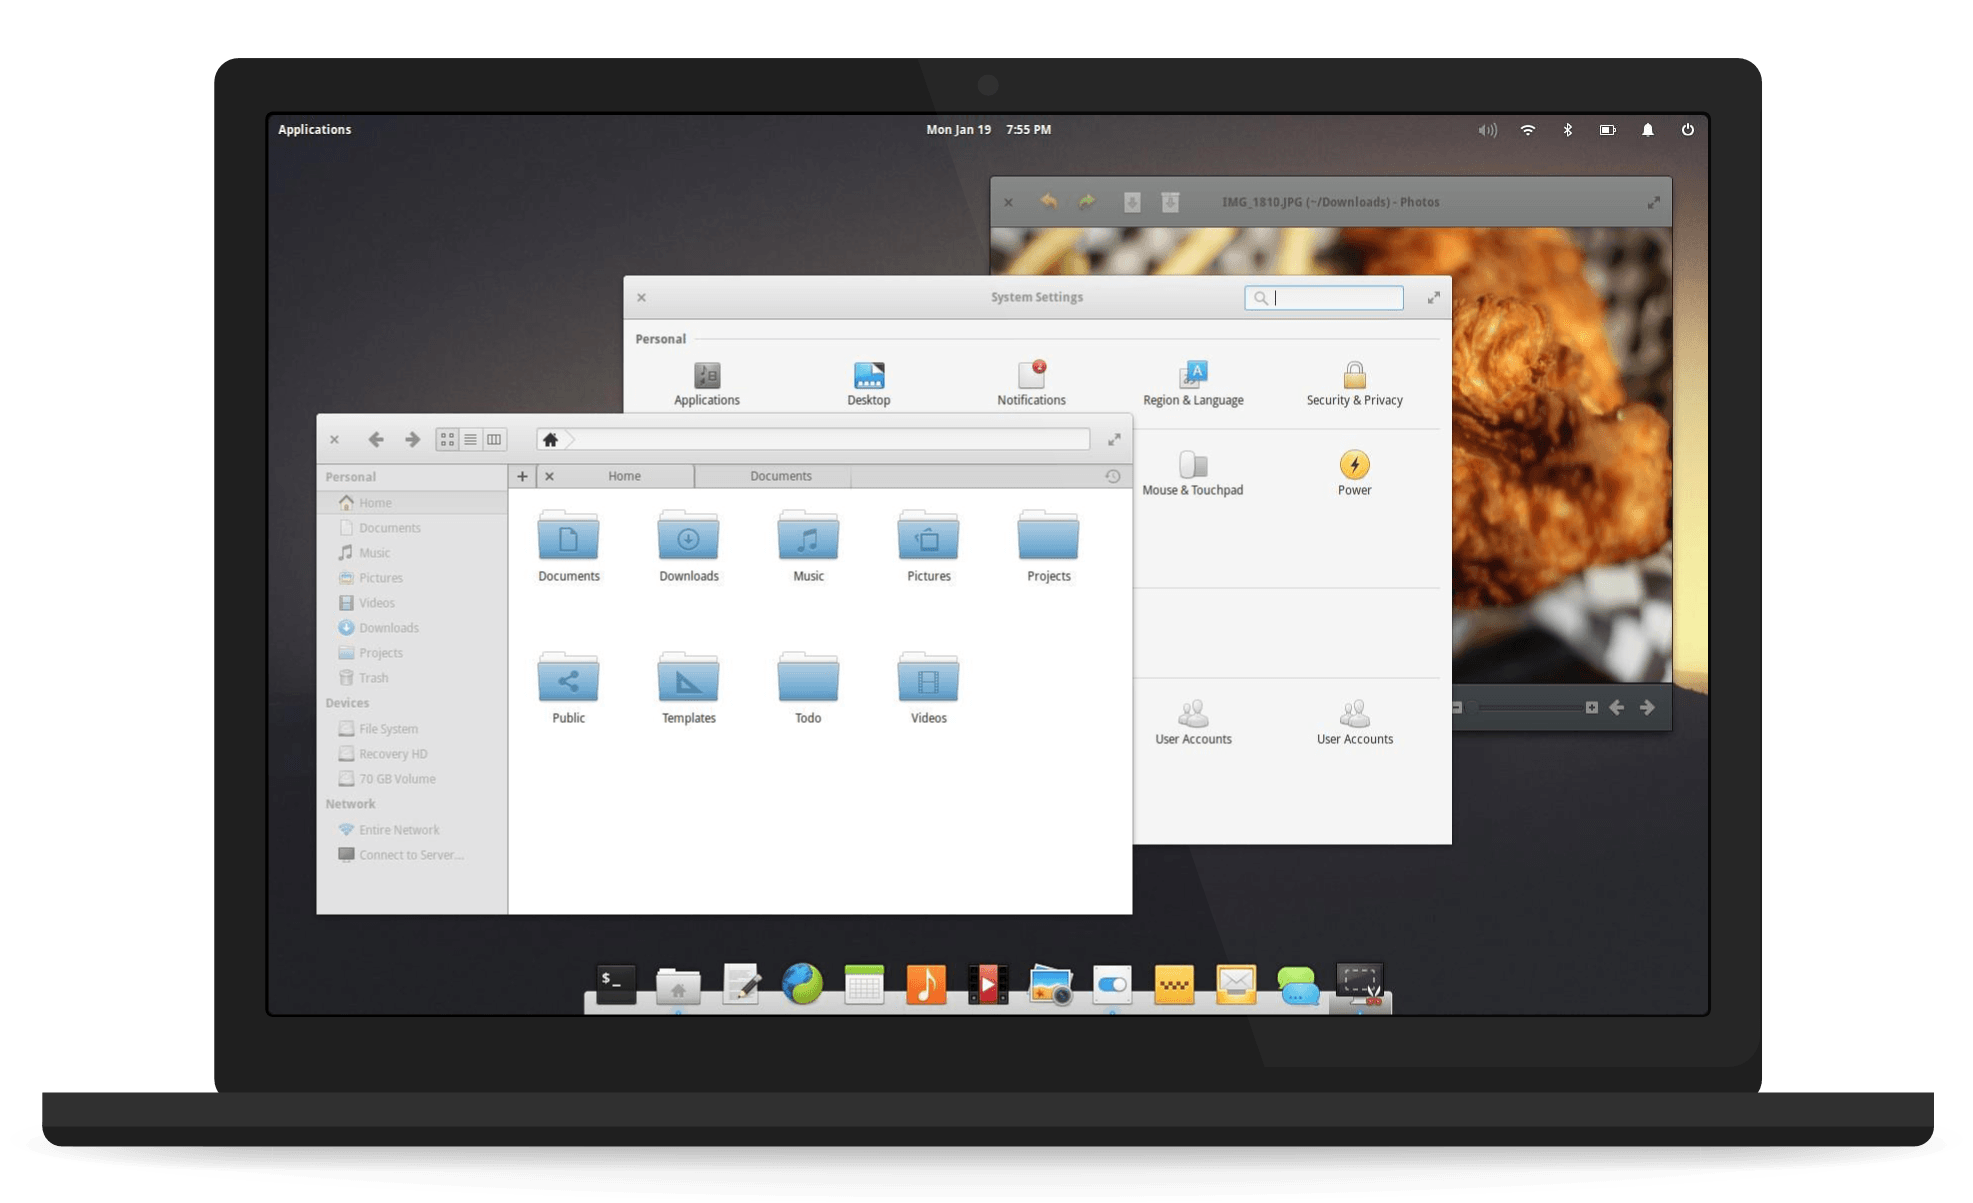 Applications
Mon Jan 19 7:55 PM
IMG_1810.JPG (~/Downloads) - Photos
System Settings
Personal
Applications
Desktop
Notifications
2
Region & Language
A
Security & Privacy
Mouse & Touchpad
Power
User Accounts
User Accounts
Personal
Home
Documents
Music
Pictures
Videos
Downloads
Projects
Trash
Devices
File System
Recovery HD
70 GB Volume
Network
Entire Network
Connect to Server...
Home
Documents
Documents
Downloads
Music
Pictures
Projects
Public
Templates
Todo
Videos
$_